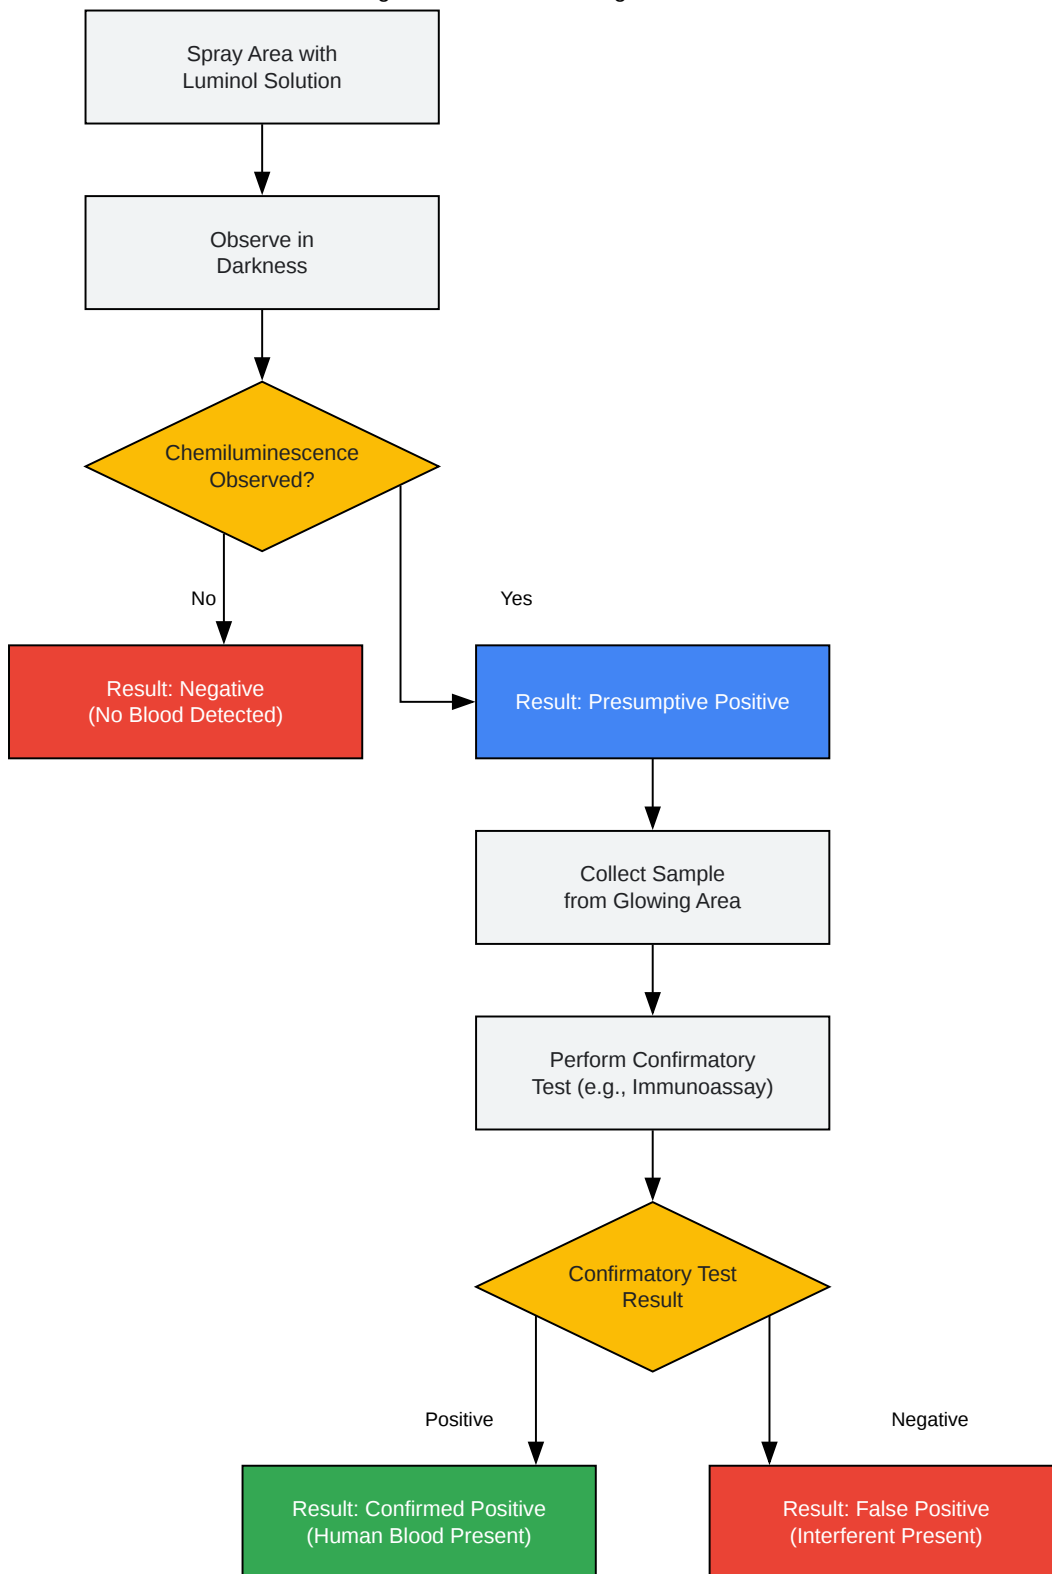 Spray Area with
Luminol Solution
Observe in
Darkness
Chemiluminescence
Observed?
No
Yes
Result: Negative
(No Blood Detected)
Result: Presumptive Positive
Collect Sample
from Glowing Area
Perform Confirmatory
Test (e.g., Immunoassay)
Confirmatory Test
Result
Positive
Negative
Result: Confirmed Positive
(Human Blood Present)
Result: False Positive
(Interferent Present)